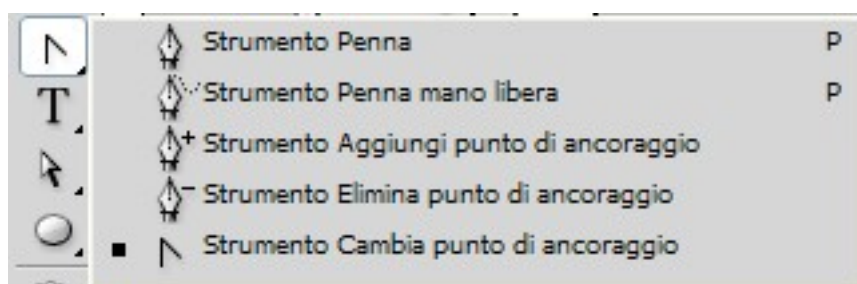 Strumento Penna P
Strumento Penna mano libera P
T
Strumento Aggiungi punto di ancoraggio
Strumento Elimina punto di ancoraggio
Strumento Cambia punto di ancoraggio